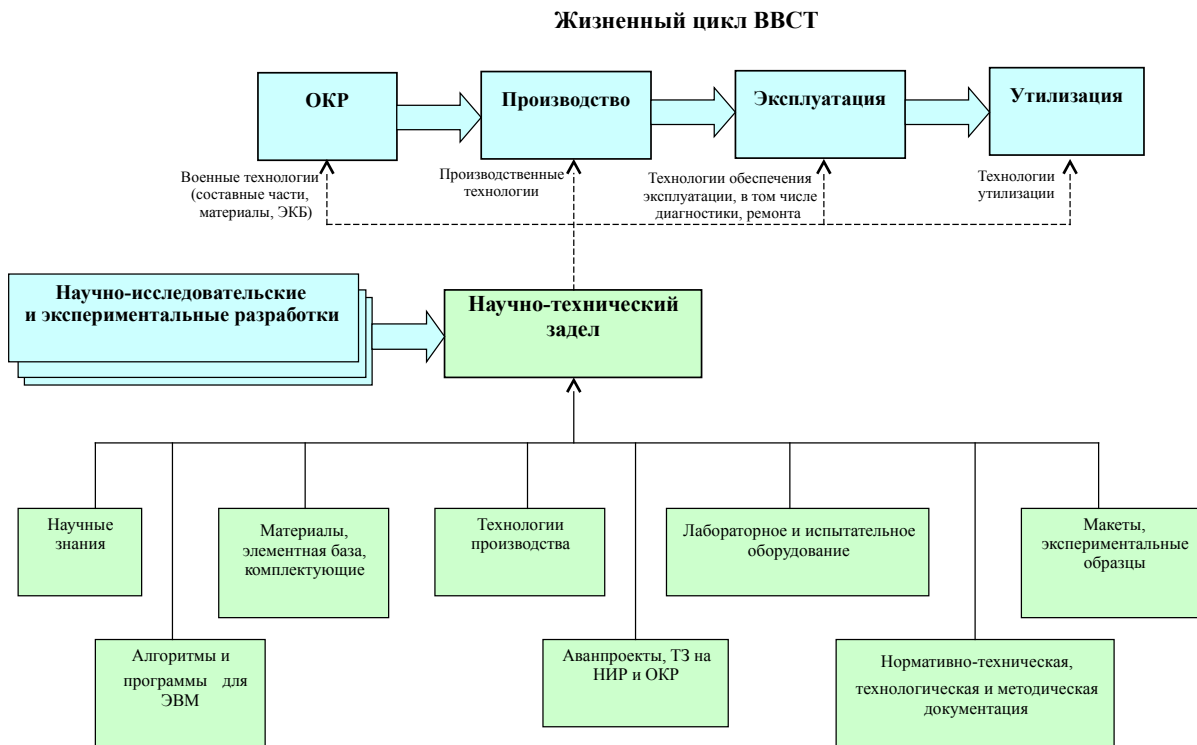 Жизненный цикл ВВСТ
ОКР
Производство
Эксплуатация
Утилизация
Военные технологии
(составные части,
материалы, ЭКБ)
Производственные
технологии
Технологии обеспечения
эксплуатации, в том числе
диагностики, ремонта
Технологии
утилизации
Научно-исследовательские
и экспериментальные разработки
Научно-технический
задел
Научные
знания
Материалы,
элементная база,
комплектующие
Технологии
производства
Лабораторное и испытательное
оборудование
Макеты,
экспериментальные
образцы
Алгоритмы и
программы для
ЭВМ
Аванпроекты, ТЗ на
НИР и ОКР
Нормативно-техническая,
технологическая и методическая
документация